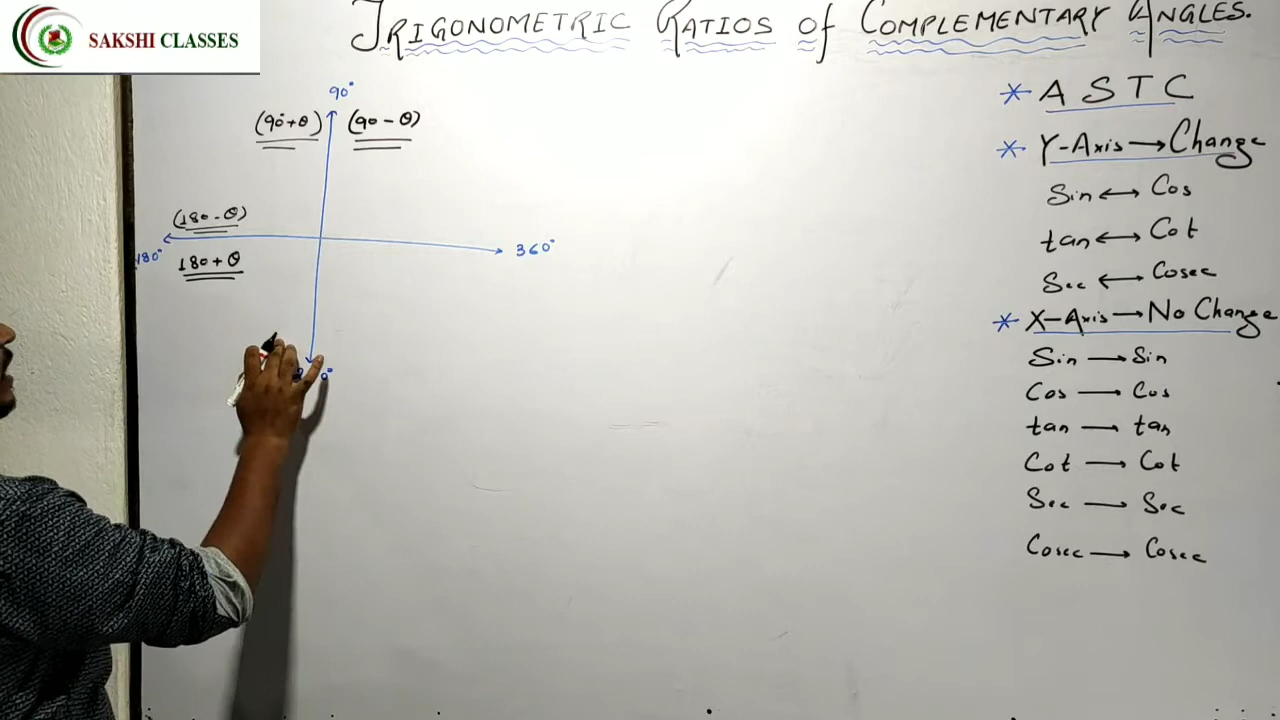 SAKSHI CLASSES
TRIGONOMETRIC RATIOS of COMPLEMENTARY ANGLES.
90°
(90°+θ) (90-θ)
(180-θ)
180°
180+θ
360°
* A S T C
* Y-Axis → Change
Sin ↔ Cos
tan ↔ Cot
Sec ↔ Cosec
* X-Axis → No Change
Sin → Sin
Cos → Cos
tan → tan
Cot → Cot
Sec → Sec
Cosec → Cosec